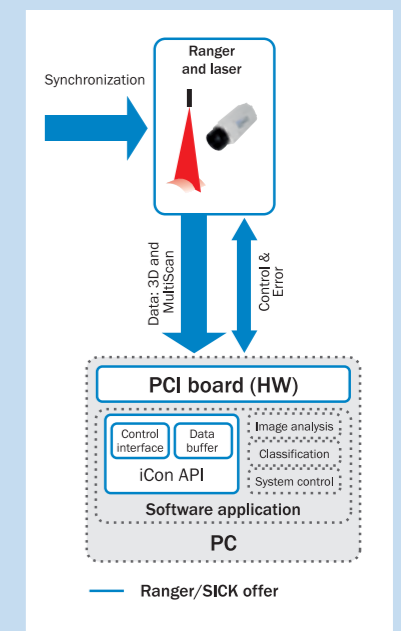 Ranger
and laser
Synchronization
Data: 3D and
MultiScan
Control &
Error
PCI board (HW)
Control
interface
Data
buffer
iCon API
Image analysis
Classification
System control
Software application
PC
Ranger/SICK offer